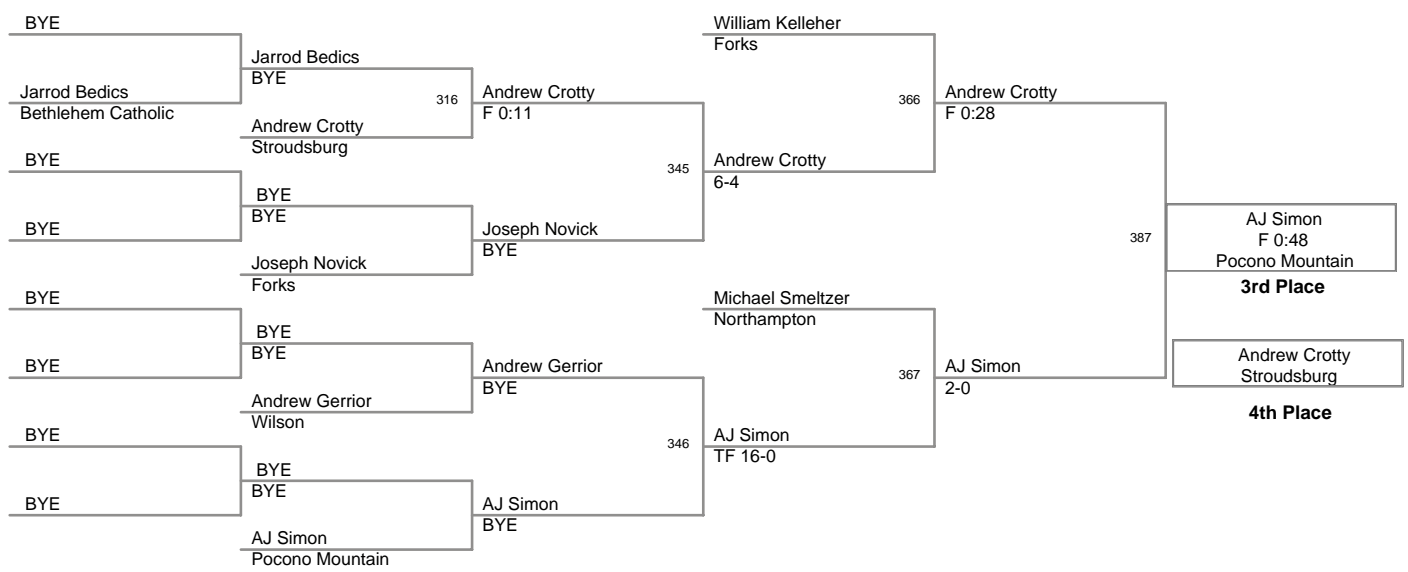 BYE
Jarrod Bedics
Bethlehem Catholic
BYE
BYE
BYE
BYE
BYE
BYE
Jarrod Bedics
BYE
Andrew Crotty
Stroudsburg
BYE
BYE
Joseph Novick
Forks
BYE
BYE
Andrew Gerrior
Wilson
BYE
BYE
AJ Simon
Pocono Mountain
316
Andrew Crotty
F 0:11
Joseph Novick
BYE
Andrew Gerrior
BYE
AJ Simon
BYE
345
346
William Kelleher
Forks
Andrew Crotty
6-4
Michael Smeltzer
Northampton
AJ Simon
TF 16-0
366
367
Andrew Crotty
F 0:28
AJ Simon
2-0
387
AJ Simon
F 0:48
Pocono Mountain
3rd Place
Andrew Crotty
Stroudsburg
4th Place